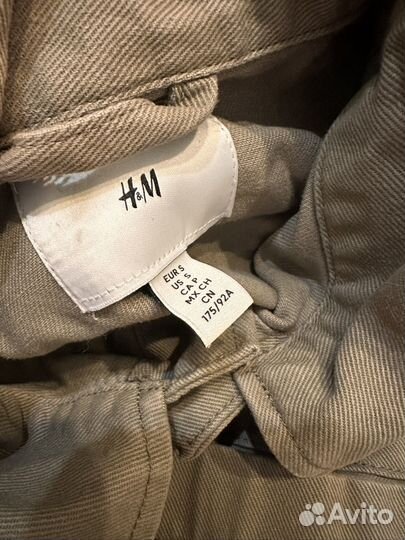 H&M
EUR S
US S
CA P
MX CH
CN
175/92A
Avito